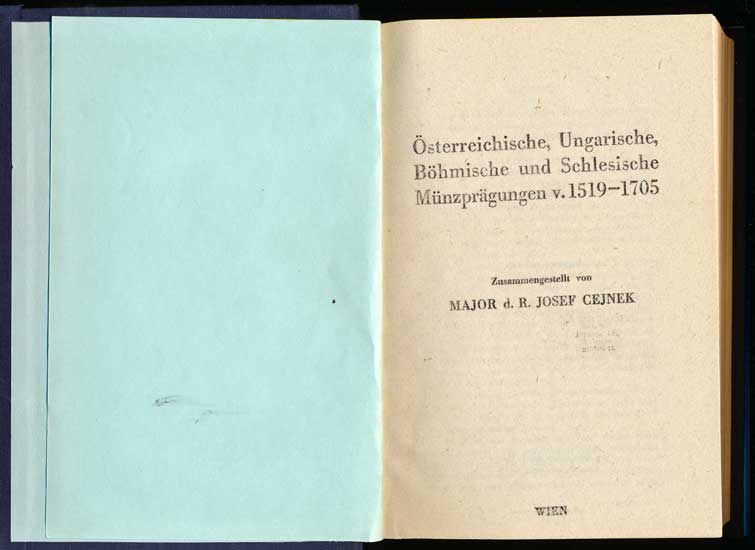 Österreichische, Ungarische,
Böhmische und Schlesische
Münzprägungen v. 1519–1705
Zusammengestellt von
MAJOR d. R. JOSEF CEJNEK
WIEN